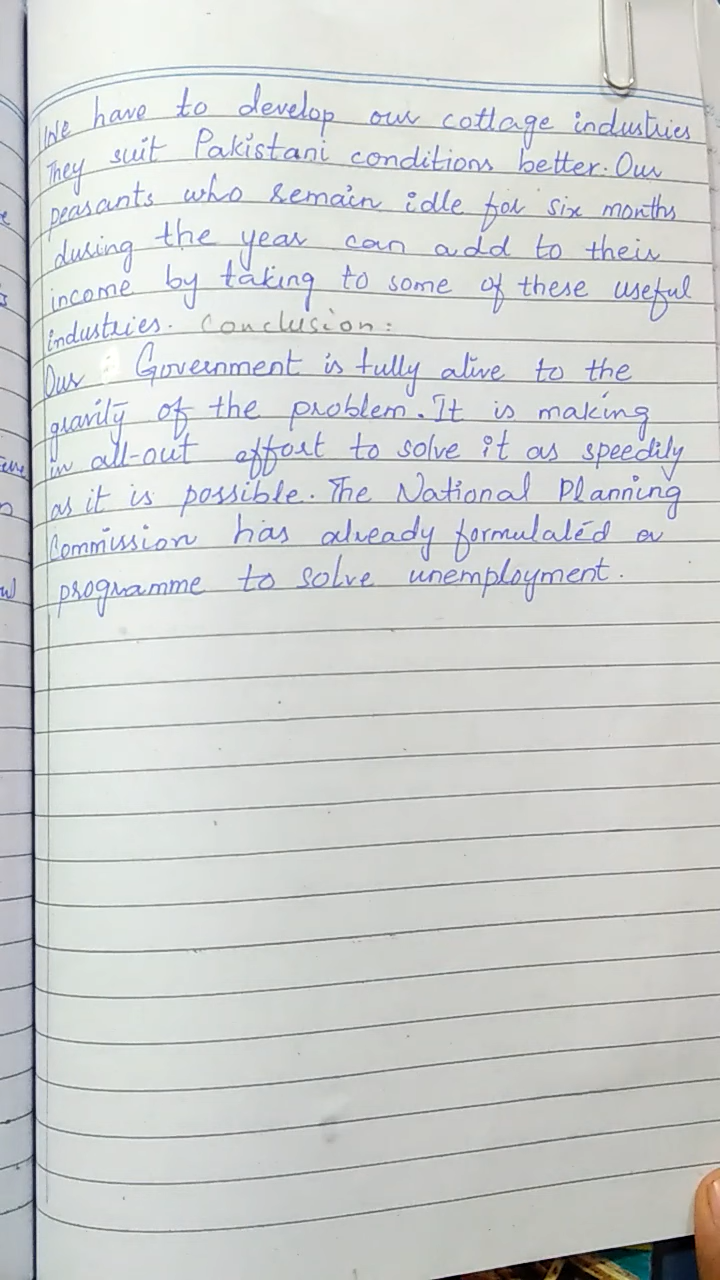 We have to develop our cottage industries
They suit Pakistani conditions better. Our
peasants who remain idle for six months
during the year can add to their
income by taking to some of these useful
industries. Conclusion:
Our Government is fully alive to the
gravity of the problem. It is making
in all-out effort to solve it as speedily
as it is possible. The National Planning
Commission has already formulated a
programme to solve unemployment.